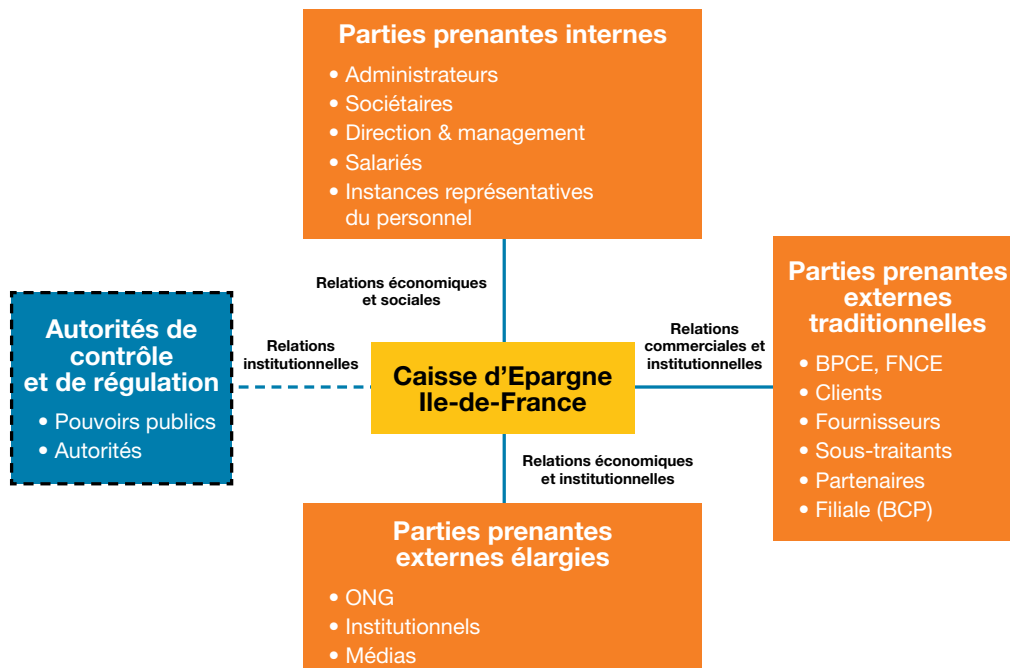 Parties prenantes internes
• Administrateurs
• Sociétaires
• Direction & management
• Salariés
• Instances représentatives
du personnel
Relations économiques
et sociales
Autorités de
contrôle
et de régulation
• Pouvoirs publics
• Autorités
Relations
institutionnelles
Caisse d’Epargne
Ile-de-France
Relations
commerciales et
institutionnelles
Parties prenantes
externes
traditionnelles
• BPCE, FNCE
• Clients
• Fournisseurs
• Sous-traitants
• Partenaires
• Filiale (BCP)
Relations économiques
et institutionnelles
Parties prenantes
externes élargies
• ONG
• Institutionnels
• Médias